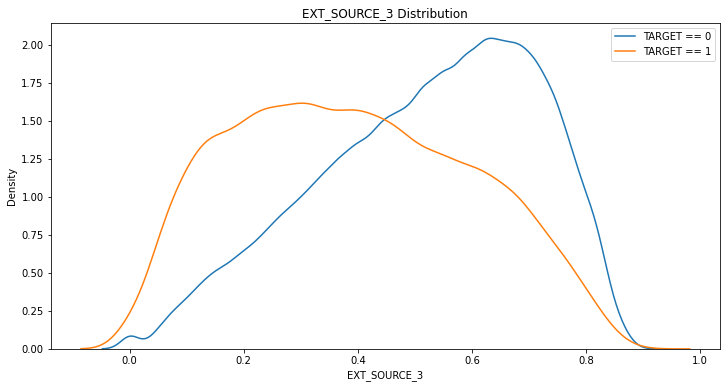 EXT_SOURCE_3 Distribution
TARGET == 0
TARGET == 1
Density
2.00
1.75
1.50
1.25
1.00
0.75
0.50
0.25
0.00
0.0 0.2 0.4 0.6 0.8 1.0
EXT_SOURCE_3